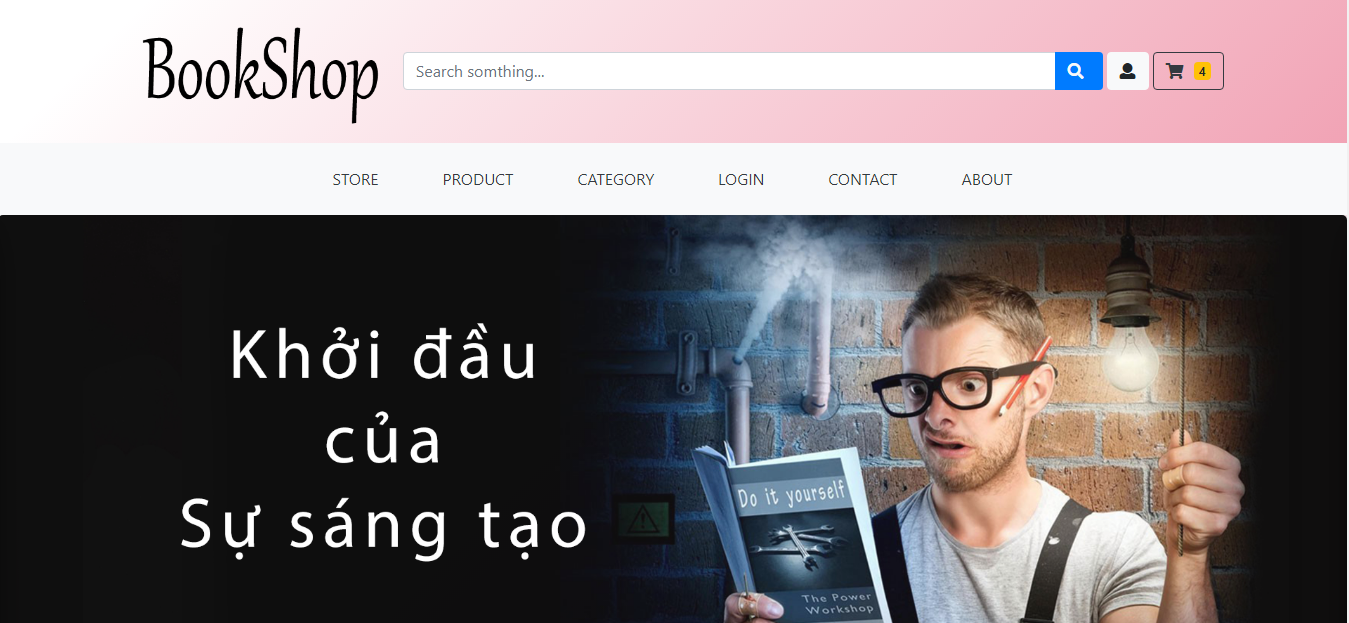 BookShop
Search somthing...
4
STORE PRODUCT CATEGORY LOGIN CONTACT ABOUT
Khởi đầu
của
Sự sáng tạo
Do it yourself
The Power
Workshop